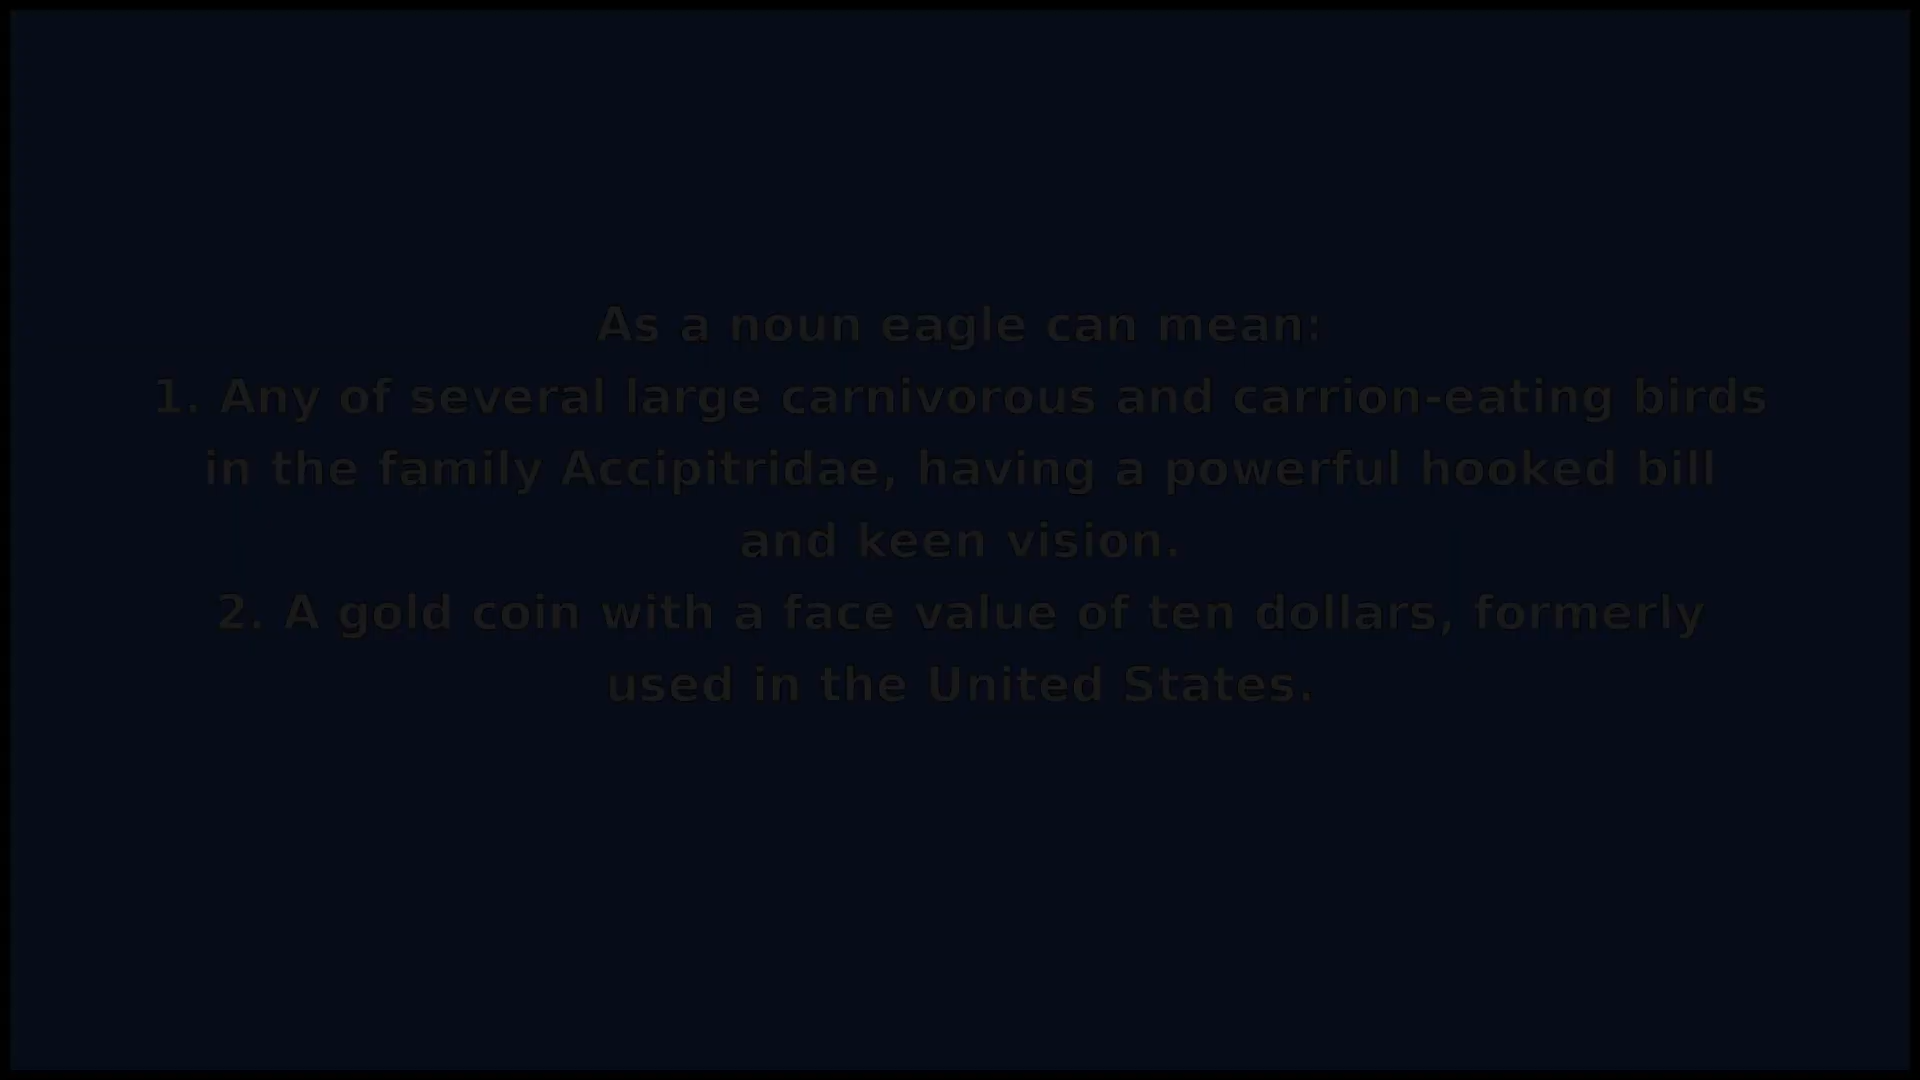 As a noun eagle can mean:
1. Any of several large carnivorous and carrion-eating birds
in the family Accipitridae, having a powerful hooked bill
and keen vision.
2. A gold coin with a face value of ten dollars, formerly
used in the United States.